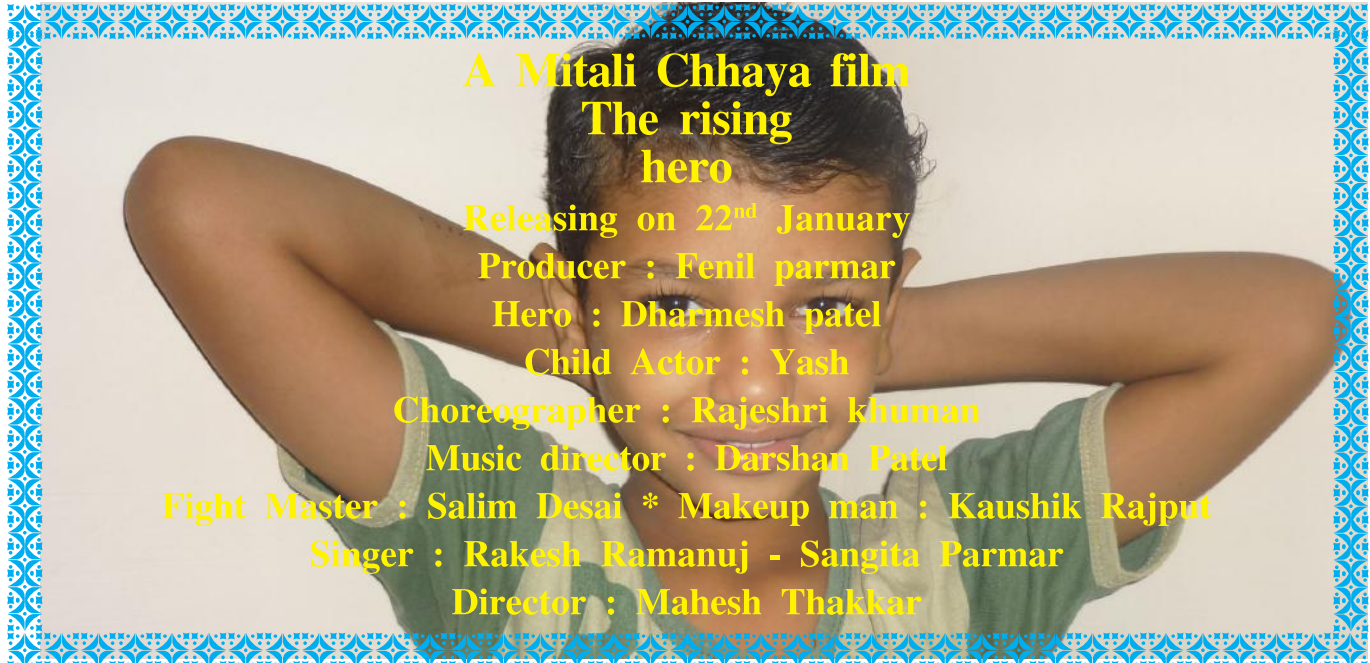 A Mitali Chhaya film
The rising
hero
Releasing on 22nd January
Producer : Fenil parmar
Hero : Dharmesh patel
Child Actor : Yash
Choreographer : Rajeshri khuman
Music director : Darshan Patel
Fight Master : Salim Desai * Makeup man : Kaushik Rajput
Singer : Rakesh Ramanuj - Sangita Parmar
Director : Mahesh Thakkar